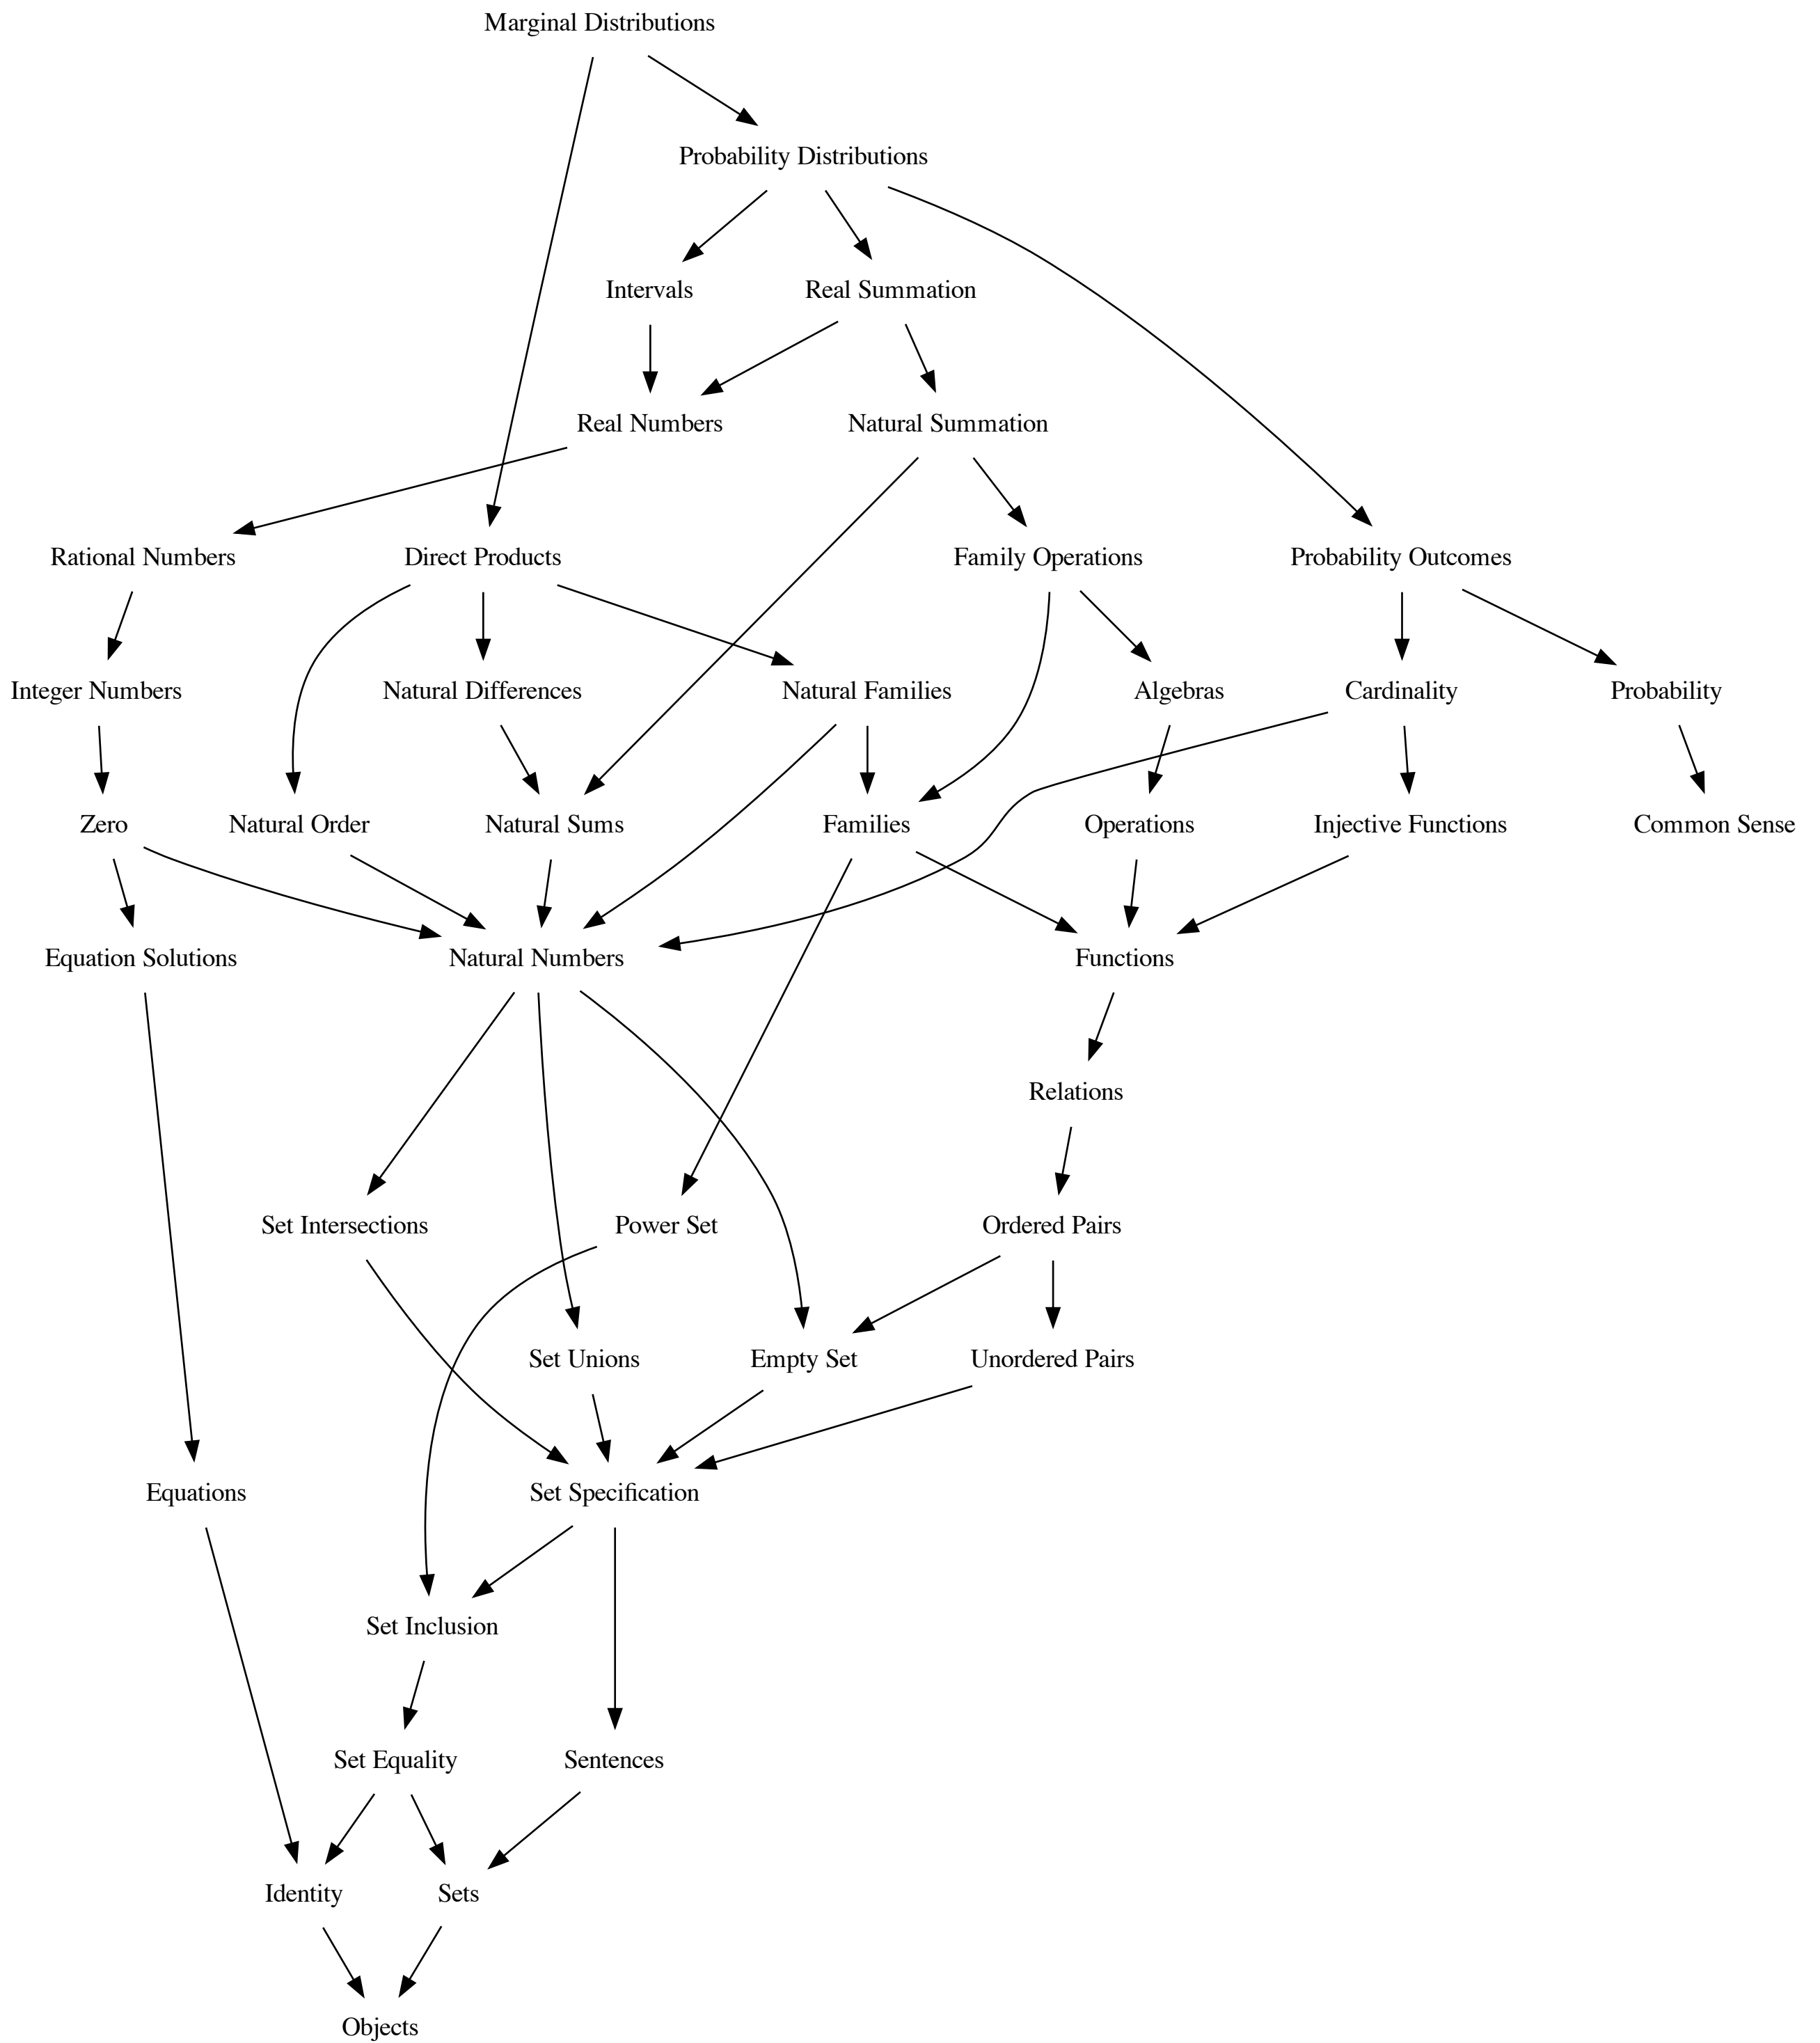 Marginal Distributions
Probability Distributions
Intervals
Real Summation
Real Numbers
Natural Summation
Rational Numbers
Direct Products
Family Operations
Probability Outcomes
Integer Numbers
Natural Differences
Natural Families
Algebras
Cardinality
Probability
Zero
Natural Order
Natural Sums
Families
Operations
Injective Functions
Common Sense
Equation Solutions
Natural Numbers
Functions
Relations
Set Intersections
Power Set
Ordered Pairs
Set Unions
Empty Set
Unordered Pairs
Equations
Set Specification
Set Inclusion
Set Equality
Sentences
Identity
Sets
Objects